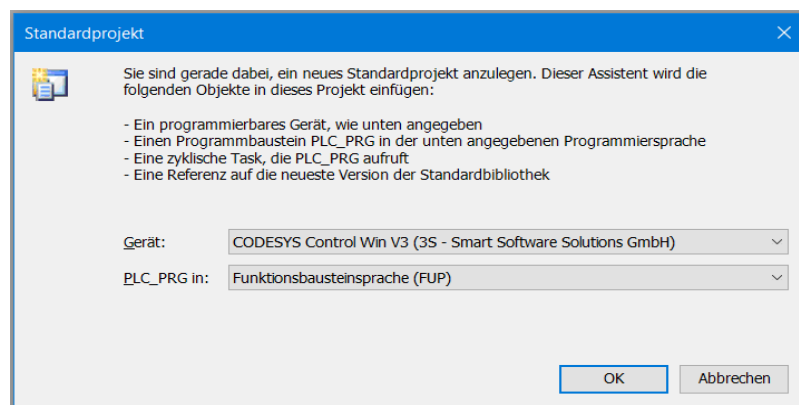 Standardprojekt
Sie sind gerade dabei, ein neues Standardprojekt anzulegen. Dieser Assistent wird die
folgenden Objekte in dieses Projekt einfügen:
- Ein programmierbares Gerät, wie unten angegeben
- Einen Programmbaustein PLC_PRG in der unten angegebenen Programmiersprache
- Eine zyklische Task, die PLC_PRG aufruft
- Eine Referenz auf die neueste Version der Standardbibliothek
Gerät: CODESYS Control Win V3 (3S - Smart Software Solutions GmbH)
PLC_PRG in: Funktionsbausteinsprache (FUP)
OK Abbrechen